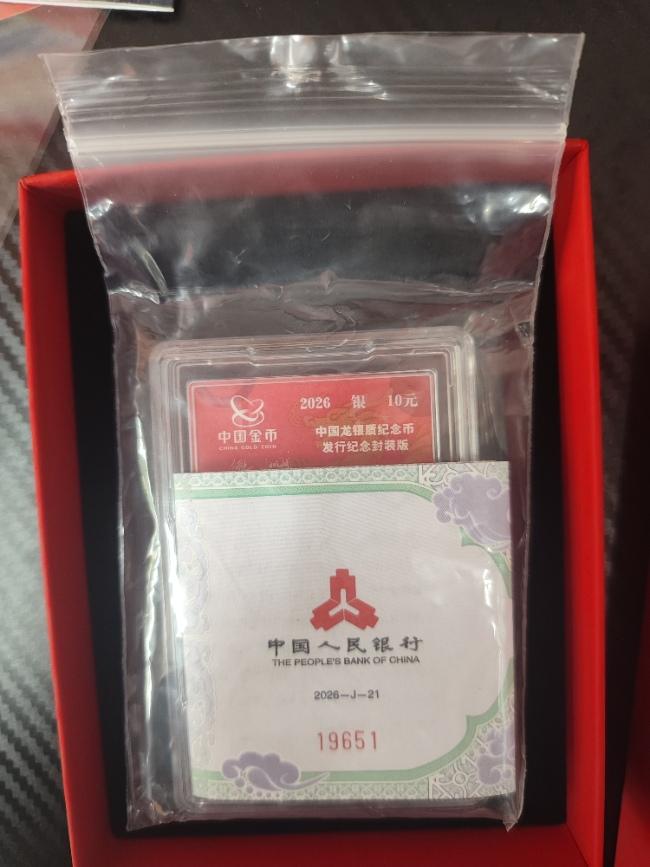 2026 银 10元
中国金币
CHINA GOLD COIN
中国龙银质纪念币
发行纪念封装版
中国人民银行
THE PEOPLE'S BANK OF CHINA
2026-J-21
19651